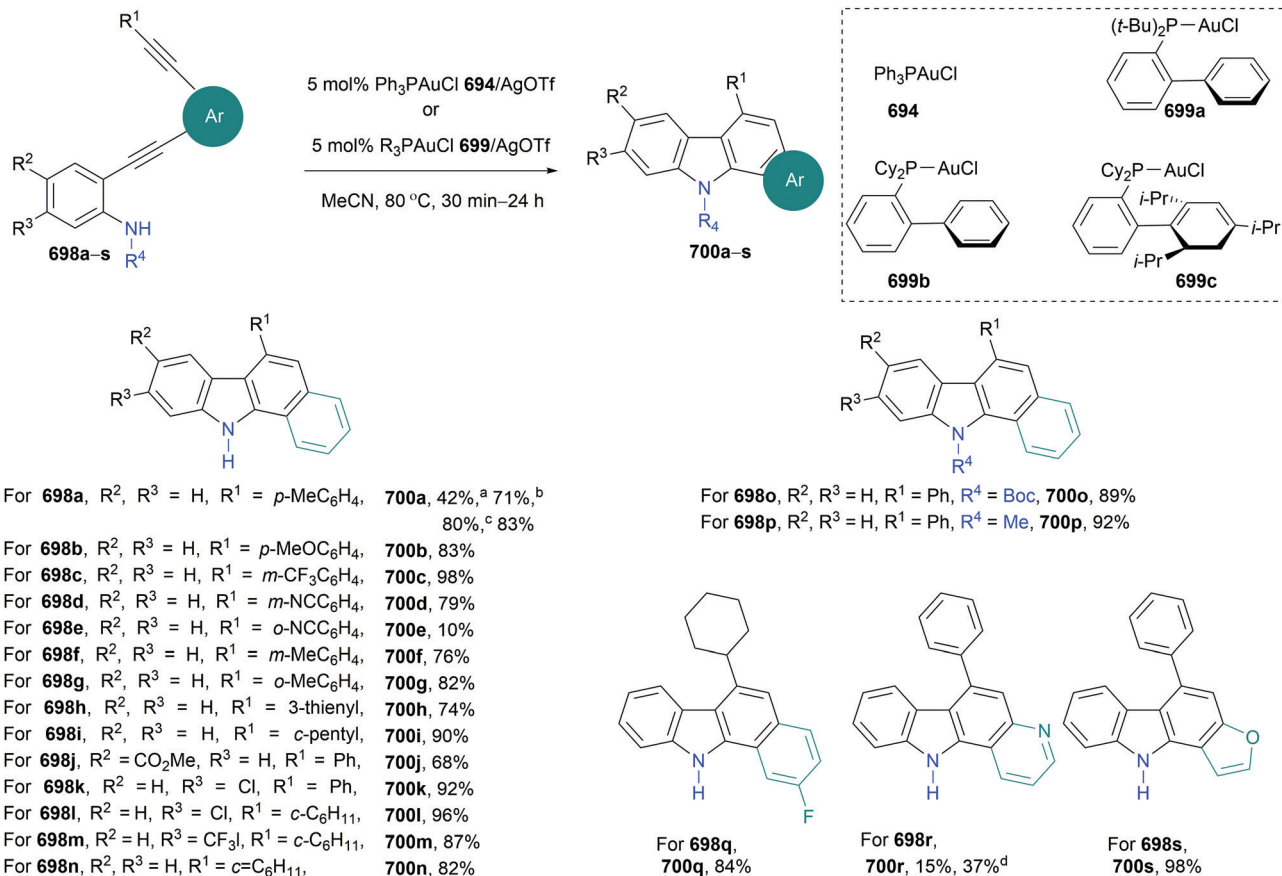 R¹
Ar
R²
R³
NH
R⁴
698a–s
5 mol% Ph₃PAuCl 694/AgOTf
or
5 mol% R₃PAuCl 699/AgOTf
MeCN, 80 °C, 30 min–24 h
R¹
R²
R³
N
R₄
Ar
700a–s
Ph₃PAuCl
694
(t-Bu)₂P—AuCl
699a
Cy₂P—AuCl
699b
Cy₂P—AuCl
i-Pr
i-Pr
i-Pr
699c
R²
R¹
R³
N
H
For 698a, R², R³ = H, R¹ = p-MeC₆H₄, 700a, 42%,ᵃ 71%,ᵇ
80%,ᶜ 83%
For 698b, R², R³ = H, R¹ = p-MeOC₆H₄, 700b, 83%
For 698c, R², R³ = H, R¹ = m-CF₃C₆H₄, 700c, 98%
For 698d, R², R³ = H, R¹ = m-NCC₆H₄, 700d, 79%
For 698e, R², R³ = H, R¹ = o-NCC₆H₄, 700e, 10%
For 698f, R², R³ = H, R¹ = m-MeC₆H₄, 700f, 76%
For 698g, R², R³ = H, R¹ = o-MeC₆H₄, 700g, 82%
For 698h, R², R³ = H, R¹ = 3-thienyl, 700h, 74%
For 698i, R², R³ = H, R¹ = c-pentyl, 700i, 90%
For 698j, R² = CO₂Me, R³ = H, R¹ = Ph, 700j, 68%
For 698k, R² = H, R³ = Cl, R¹ = Ph, 700k, 92%
For 698l, R² = H, R³ = Cl, R¹ = c-C₆H₁₁, 700l, 96%
For 698m, R² = H, R³ = CF₃l, R¹ = c-C₆H₁₁, 700m, 87%
For 698n, R², R³ = H, R¹ = c=C₆H₁₁, 700n, 82%
R²
R¹
R³
N
R⁴
For 698o, R², R³ = H, R¹ = Ph, R⁴ = Boc, 700o, 89%
For 698p, R², R³ = H, R¹ = Ph, R⁴ = Me, 700p, 92%
N
H
F
For 698q,
700q, 84%
N
N
H
For 698r,
700r, 15%, 37%ᵈ
O
N
H
For 698s,
700s, 98%